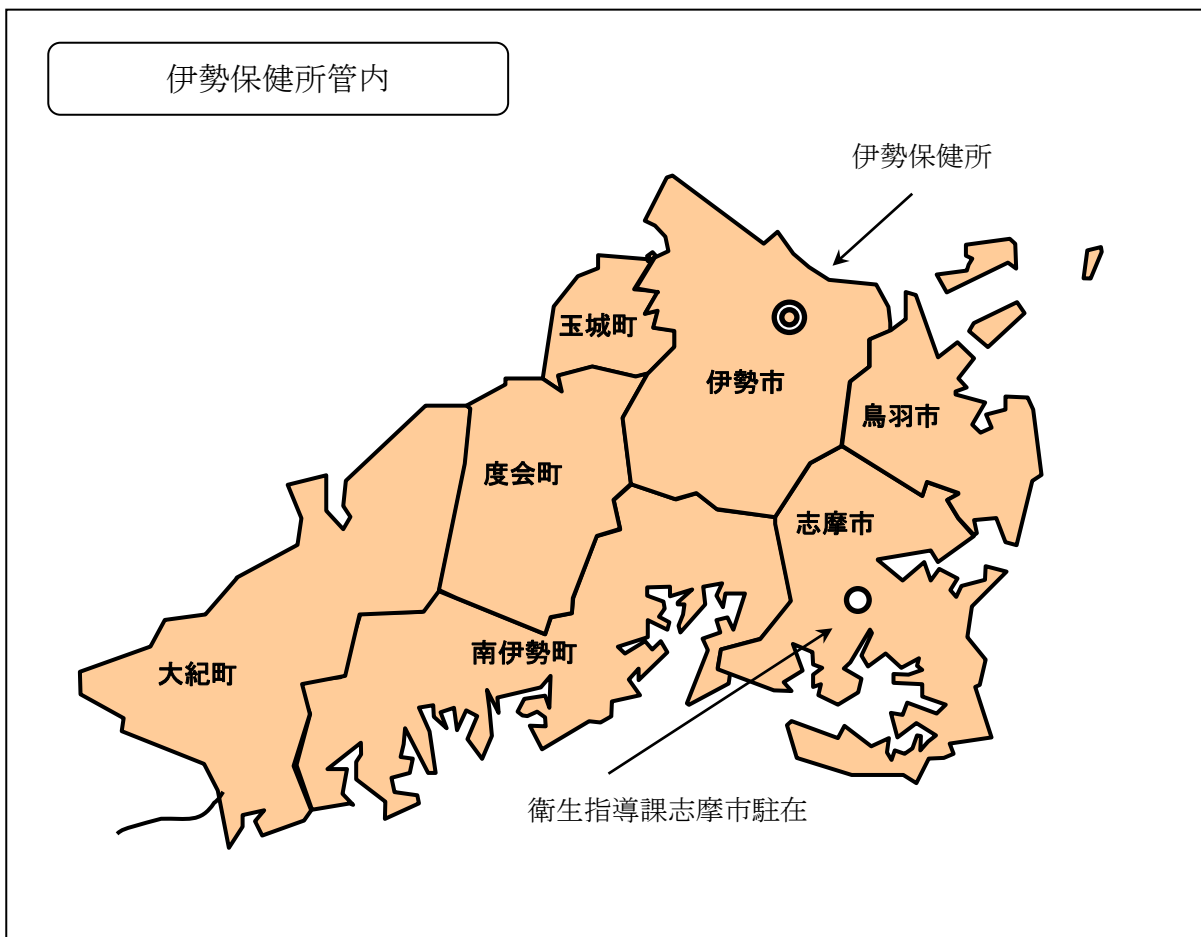 伊勢保健所管内
伊勢保健所
玉城町
伊勢市
鳥羽市
度会町
志摩市
南伊勢町
大紀町
衛生指導課志摩市駐在